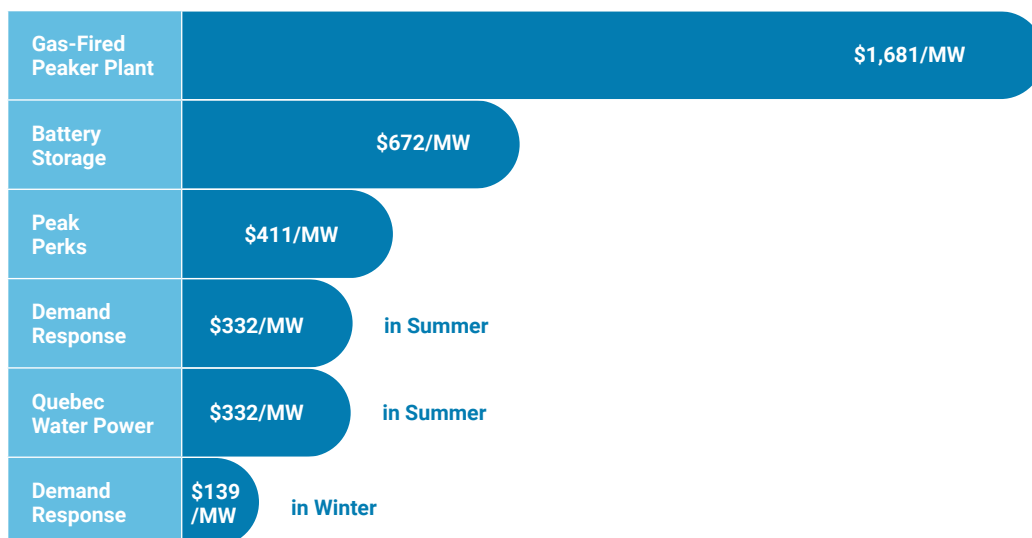 Gas-Fired
Peaker Plant
$1,681/MW
Battery
Storage
$672/MW
Peak
Perks
$411/MW
Demand
Response
$332/MW
in Summer
Quebec
Water Power
$332/MW
in Summer
Demand
Response
$139
/MW
in Winter